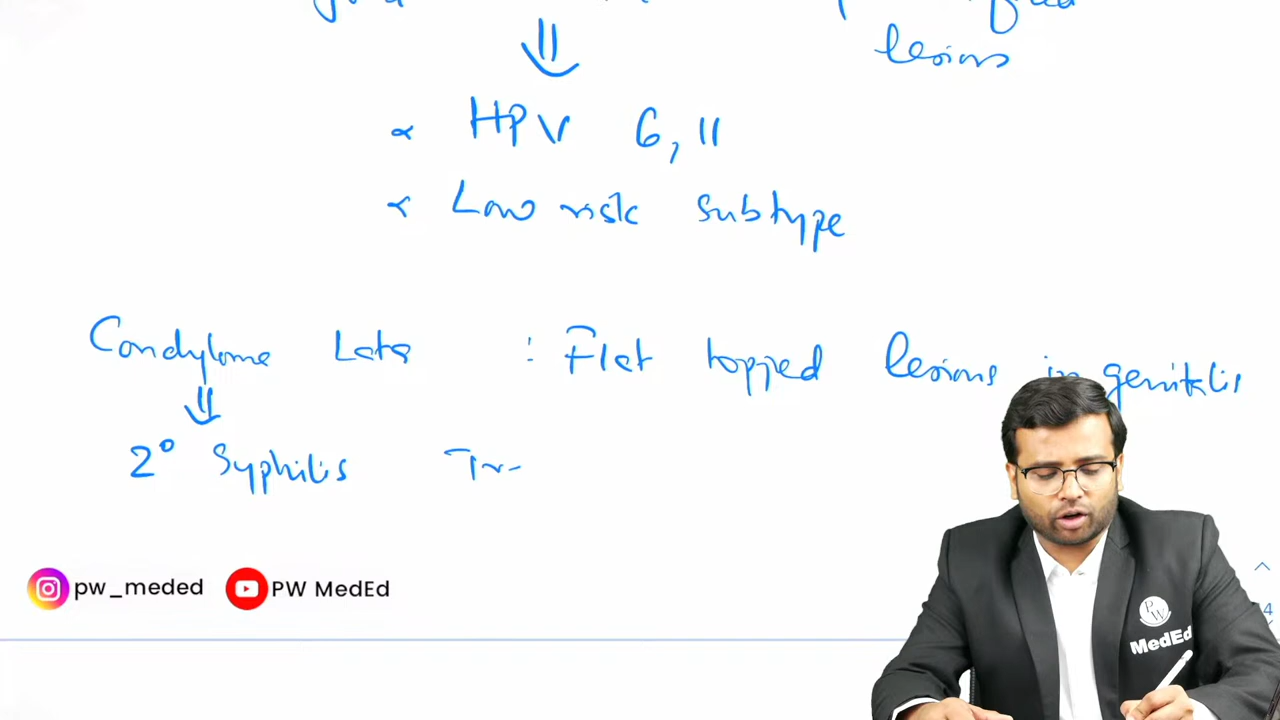 lesions
HPV 6, 11
Low risk subtype
Condyloma Lata : Flat topped lesions in genitalia
2° Syphilis Tr
pw_meded PW MedEd
PW
MedEd